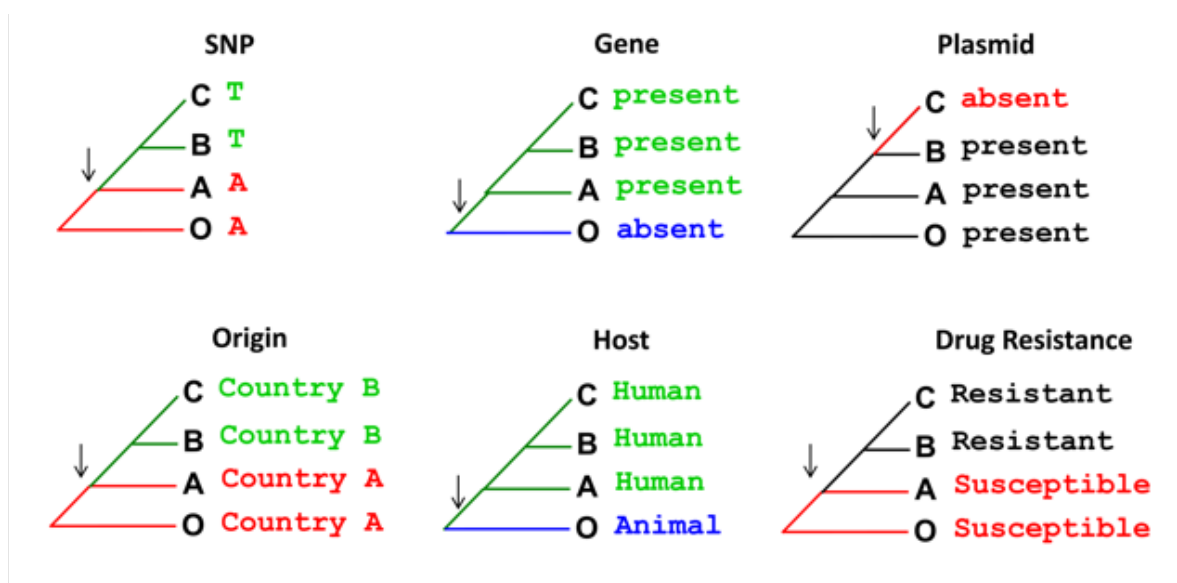 SNP
C T
B T
A A
O A
Gene
C present
B present
A present
O absent
Plasmid
C absent
B present
A present
O present
Origin
C Country B
B Country B
A Country A
O Country A
Host
C Human
B Human
A Human
O Animal
Drug Resistance
C Resistant
B Resistant
A Susceptible
O Susceptible